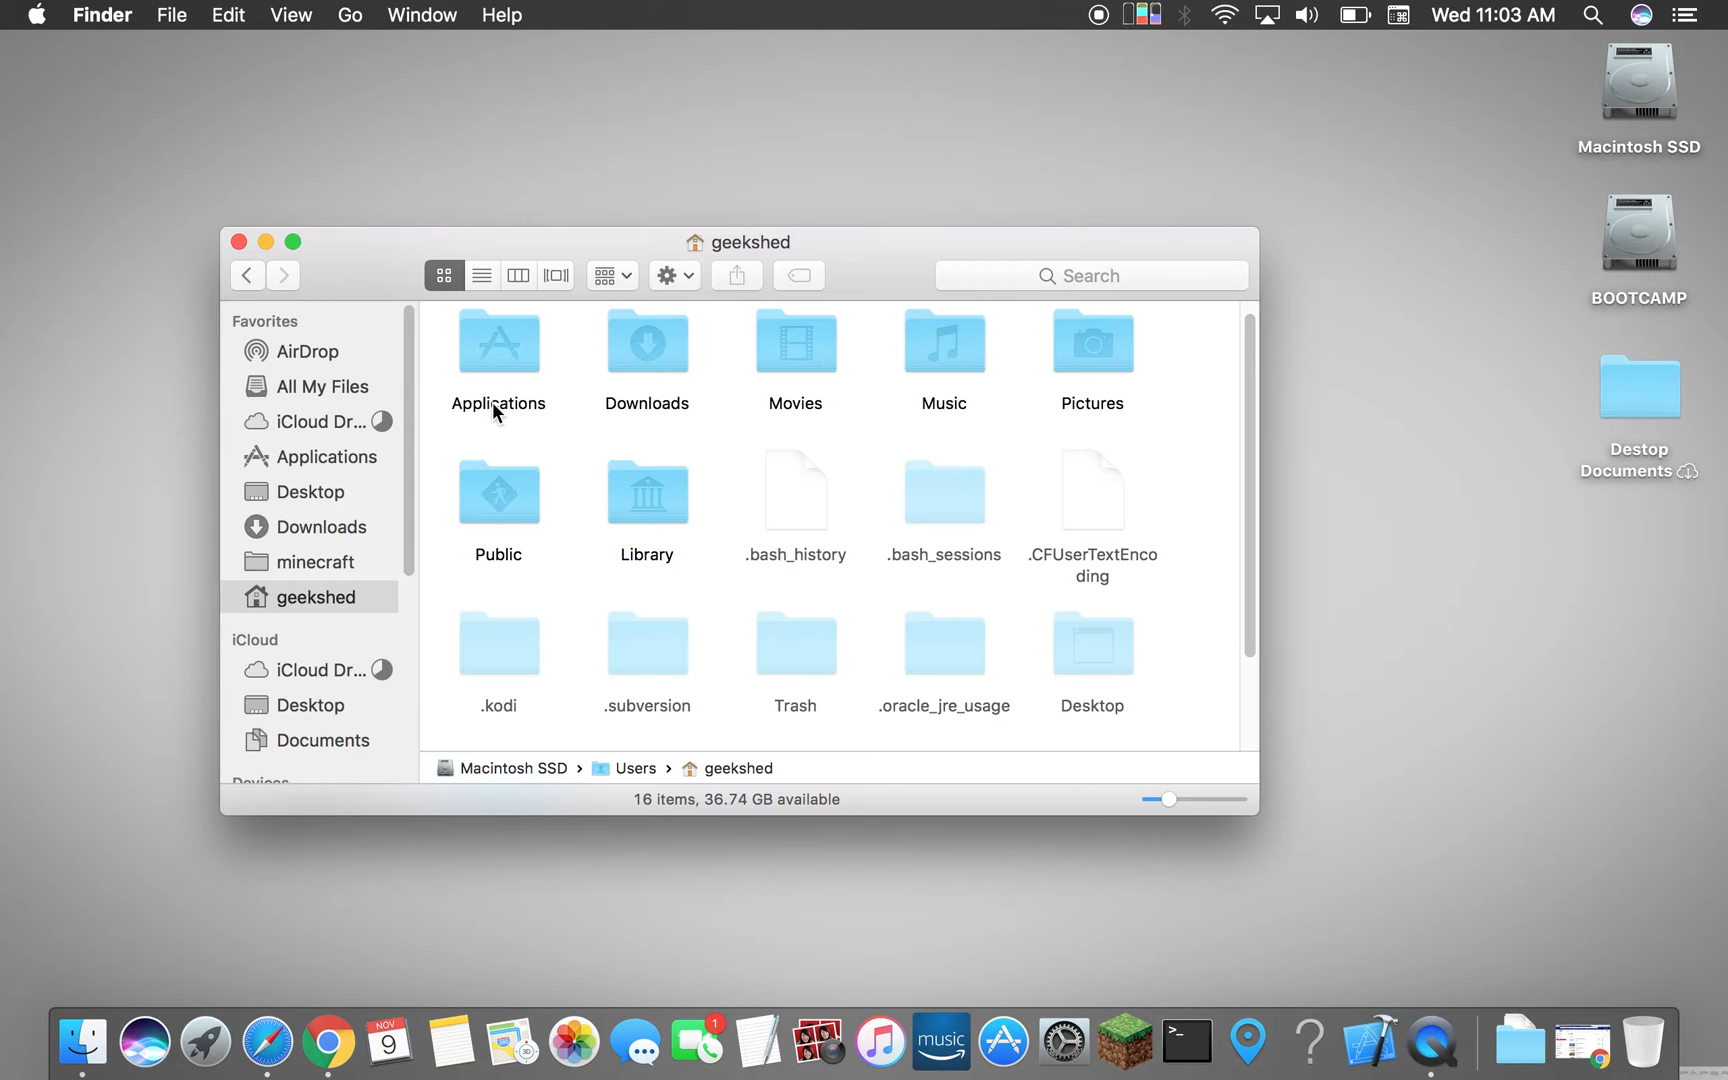 Finder File Edit View Go Window Help Wed 11:03 AM
Macintosh SSD
BOOTCAMP
Destop
Documents
geekshed
Search
Favorites
AirDrop
All My Files
iCloud Dr...
Applications
Desktop
Downloads
minecraft
geekshed
iCloud
iCloud Dr...
Desktop
Documents
Devices
Applications Downloads Movies Music Pictures
Public Library .bash_history .bash_sessions .CFUserTextEnco
ding
.kodi .subversion Trash .oracle_jre_usage Desktop
Macintosh SSD › Users › geekshed
16 items, 36.74 GB available
NOV
9
3D
1
music
>_
?